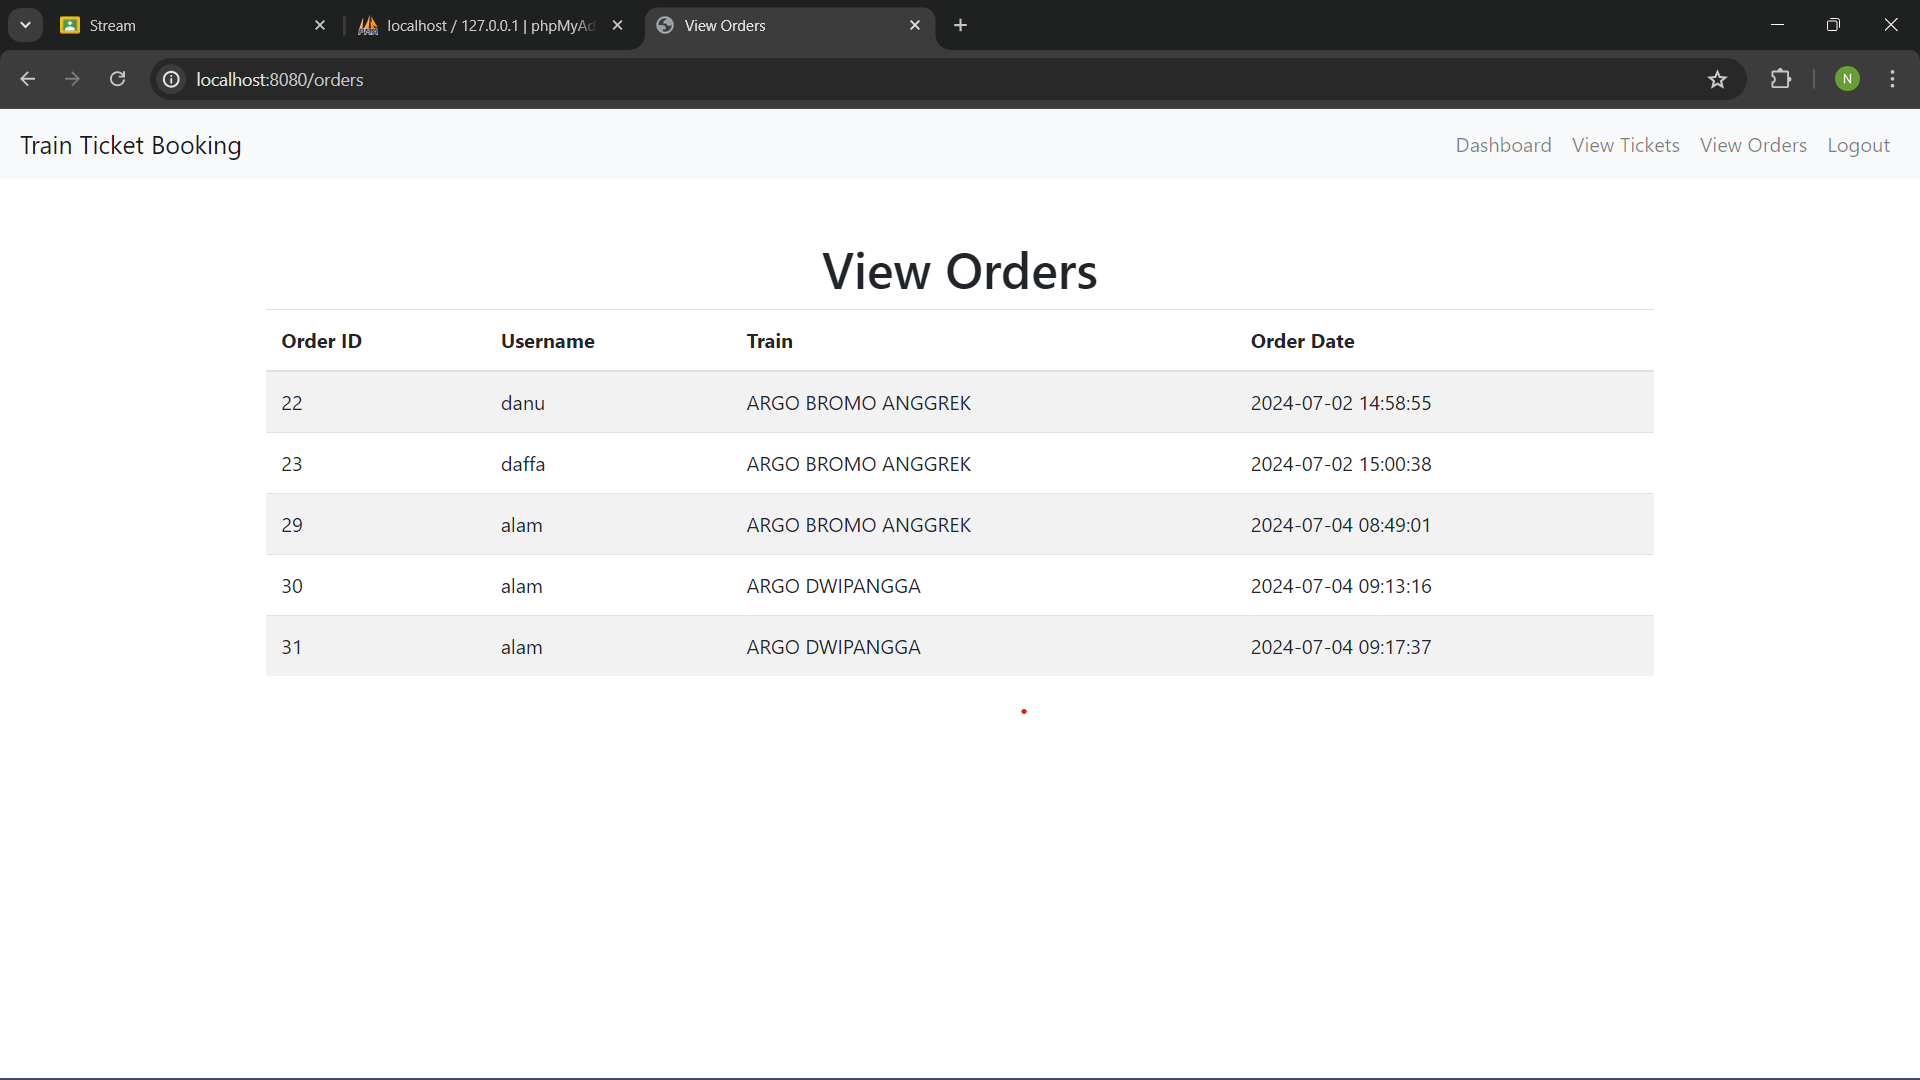 Stream
localhost / 127.0.0.1 | phpMyAd
View Orders
localhost:8080/orders
N
Train Ticket Booking
Dashboard View Tickets View Orders Logout
View Orders
Order ID Username Train Order Date
22 danu ARGO BROMO ANGGREK 2024-07-02 14:58:55
23 daffa ARGO BROMO ANGGREK 2024-07-02 15:00:38
29 alam ARGO BROMO ANGGREK 2024-07-04 08:49:01
30 alam ARGO DWIPANGGA 2024-07-04 09:13:16
31 alam ARGO DWIPANGGA 2024-07-04 09:17:37